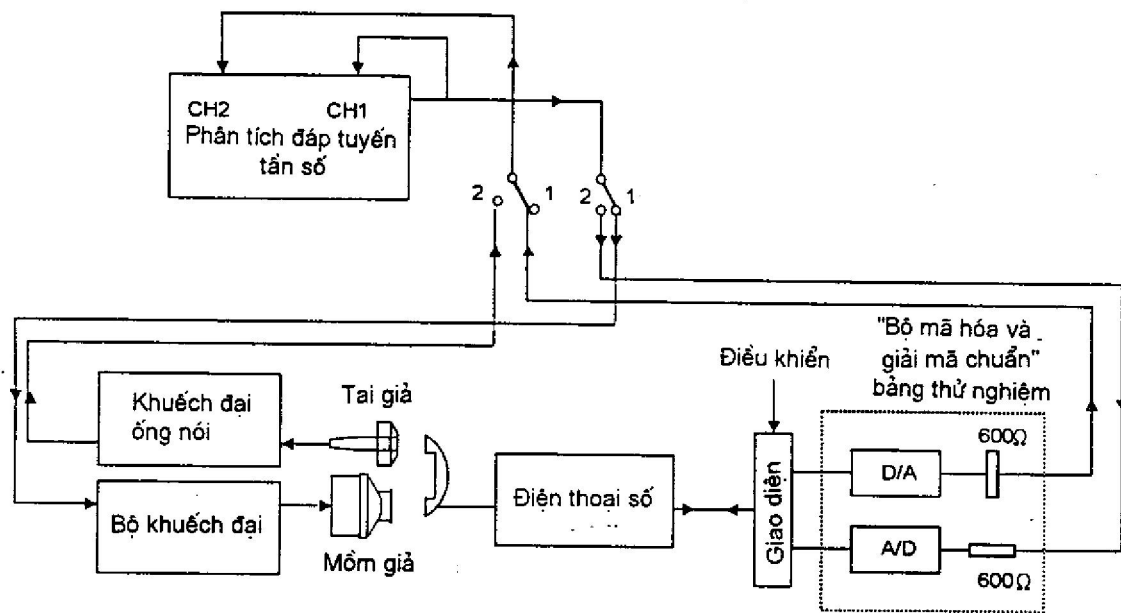 CH2 CH1
Phân tích đáp tuyến
tần số
2 1
2 1
"Bộ mã hóa và
giải mã chuẩn"
bảng thử nghiệm
Điều khiển
Khuếch đại
ống nói
Tai giả
600Ω
D/A
Điện thoại số
Giao diện
Bộ khuếch đại
A/D
Mồm giả
600Ω